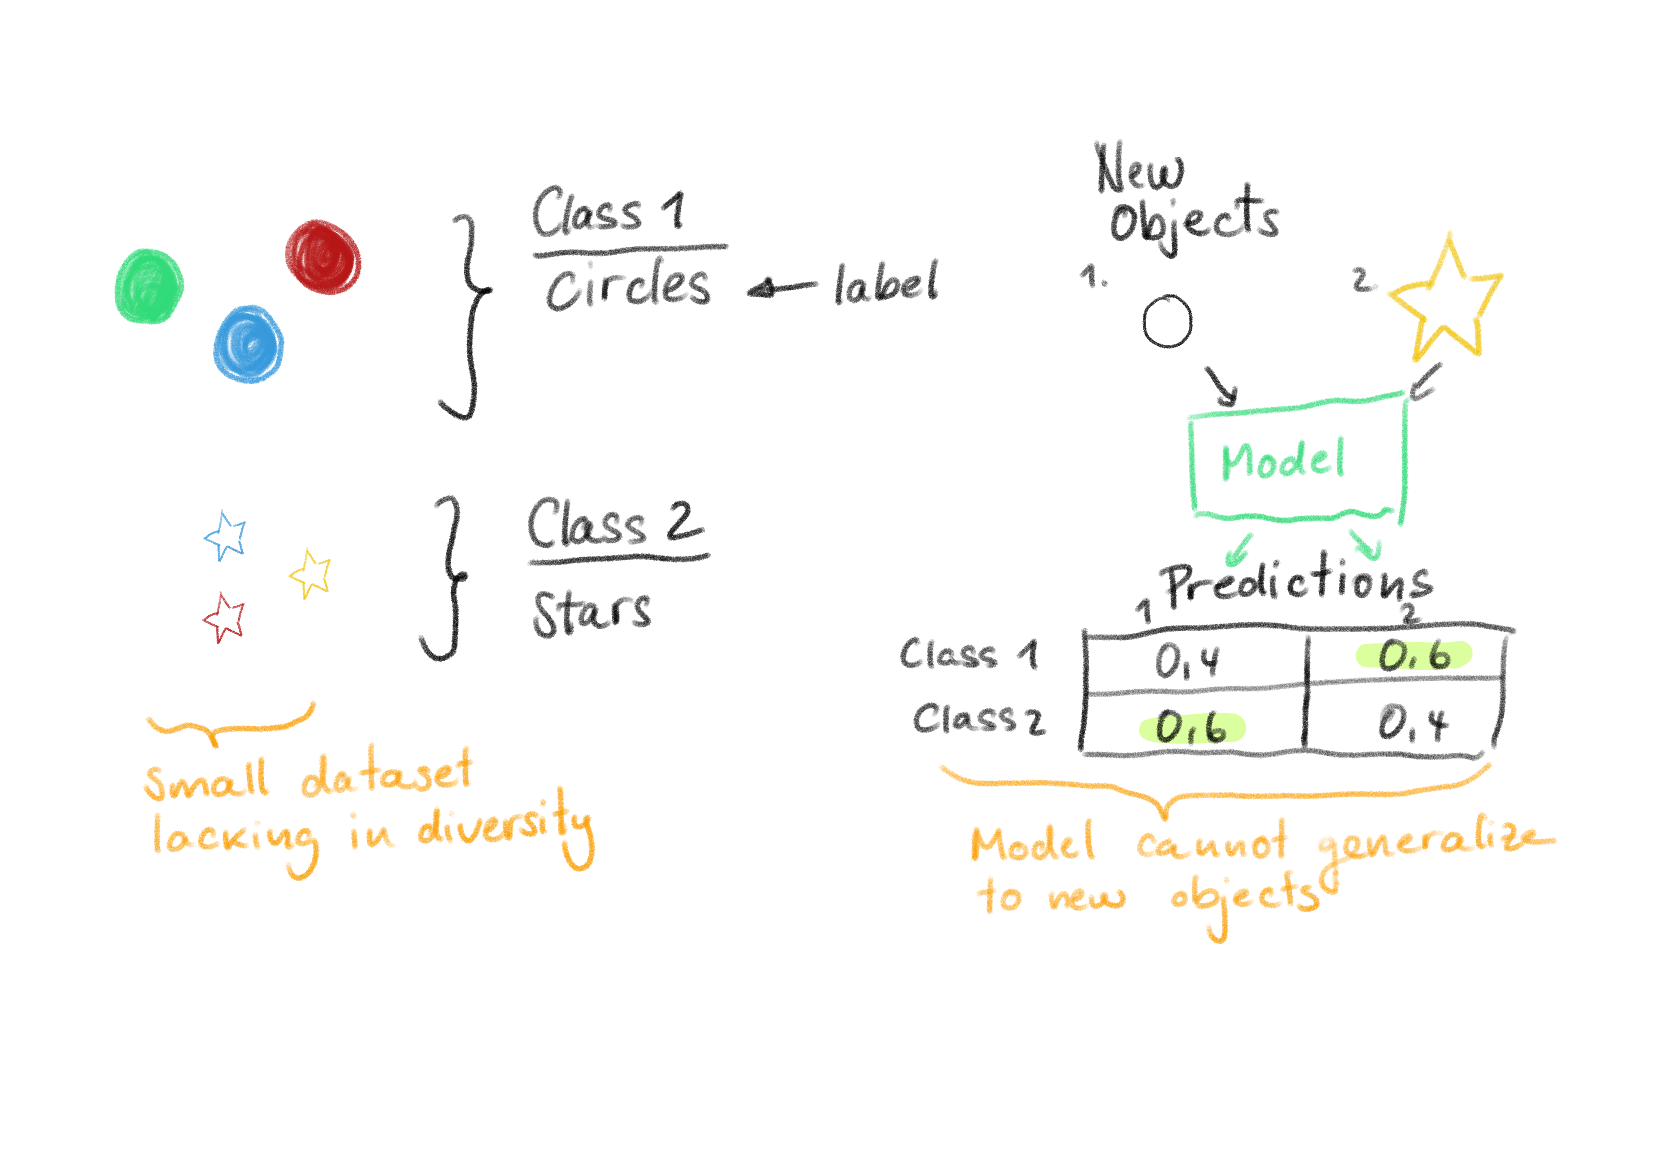 Class 1
Circles
label
Class 2
Stars
small dataset
lacking in diversity
New
Objects
1.
2
Model
Predictions
1
2
Class 1
0,4
0,6
Class 2
0,6
0,4
Model cannot generalize
to new objects